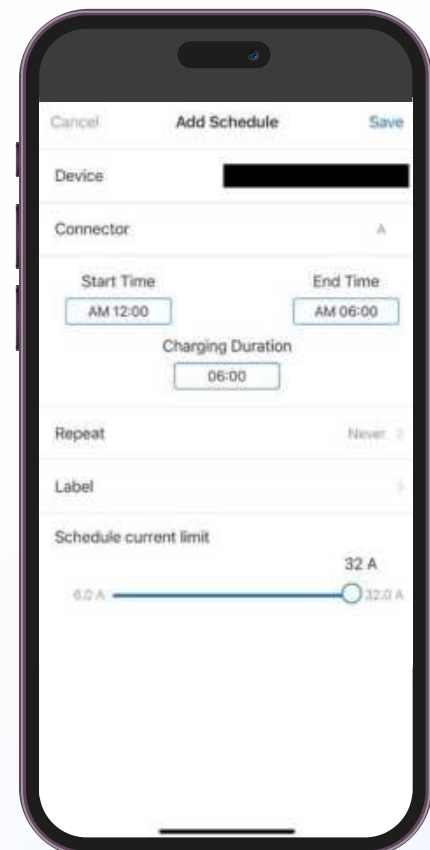 Cancel Add Schedule Save
Device
Connector A
Start Time End Time
AM 12:00 AM 06:00
Charging Duration
06:00
Repeat Never
Label
Schedule current limit
32 A
6.0 A 32.0 A